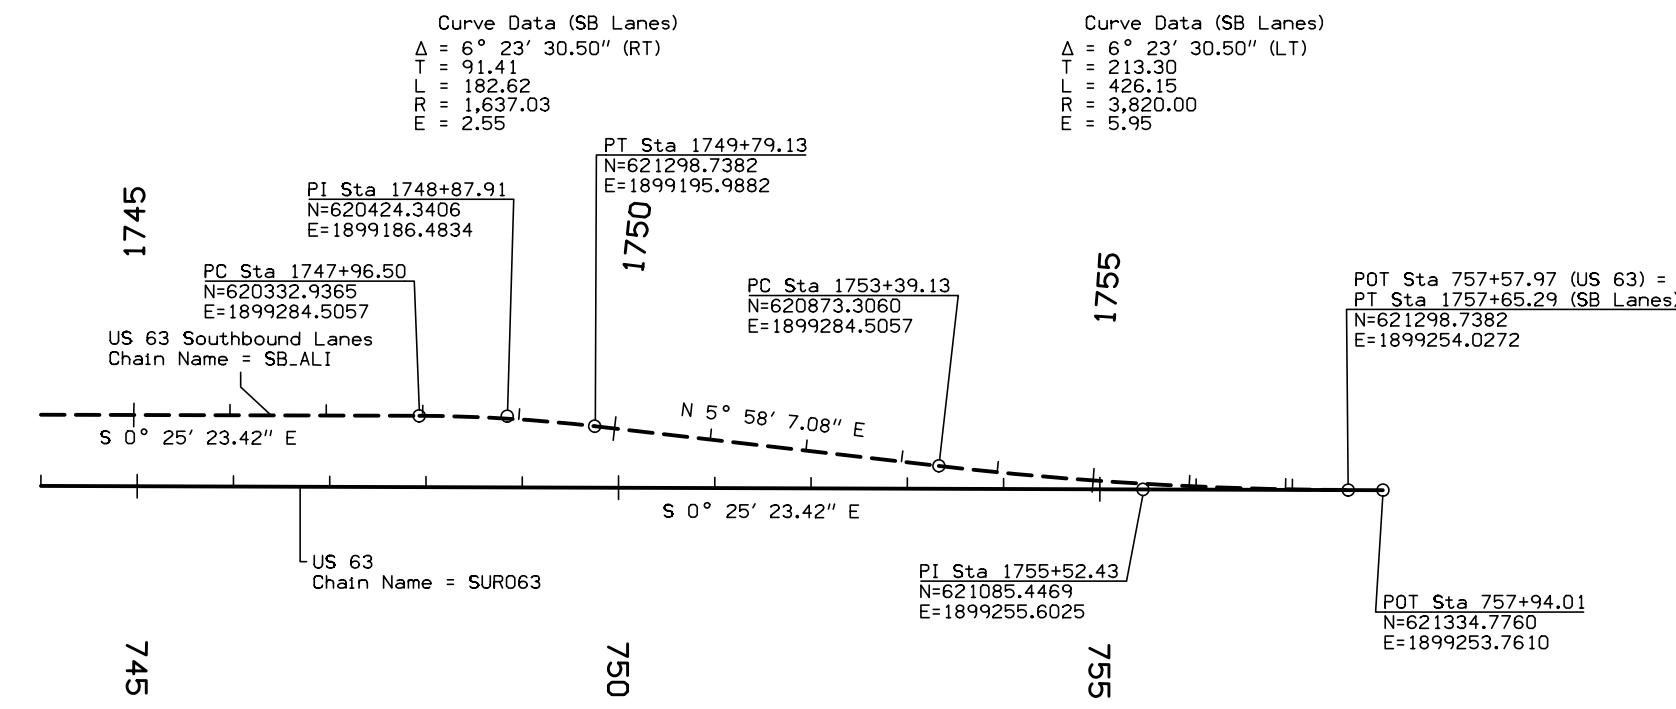 Curve Data (SB Lanes)
Δ = 6° 23′ 30.50″ (RT)
T = 91.41
L = 182.62
R = 1,637.03
E = 2.55
Curve Data (SB Lanes)
Δ = 6° 23′ 30.50″ (LT)
T = 213.30
L = 426.15
R = 3,820.00
E = 5.95
PT Sta 1749+79.13
N=621298.7382
E=1899195.9882
PI Sta 1748+87.91
N=620424.3406
E=1899186.4834
1745
1750
1755
PC Sta 1747+96.50
N=620332.9365
E=1899284.5057
PC Sta 1753+39.13
N=620873.3060
E=1899284.5057
POT Sta 757+57.97 (US 63) =
PT Sta 1757+65.29 (SB Lanes)
N=621298.7382
E=1899254.0272
US 63 Southbound Lanes
Chain Name = SB_ALI
S 0° 25′ 23.42″ E
N 5° 58′ 7.08″ E
S 0° 25′ 23.42″ E
US 63
Chain Name = SUR063
PI Sta 1755+52.43
N=621085.4469
E=1899255.6025
POT Sta 757+94.01
N=621334.7760
E=1899253.7610
745
750
755